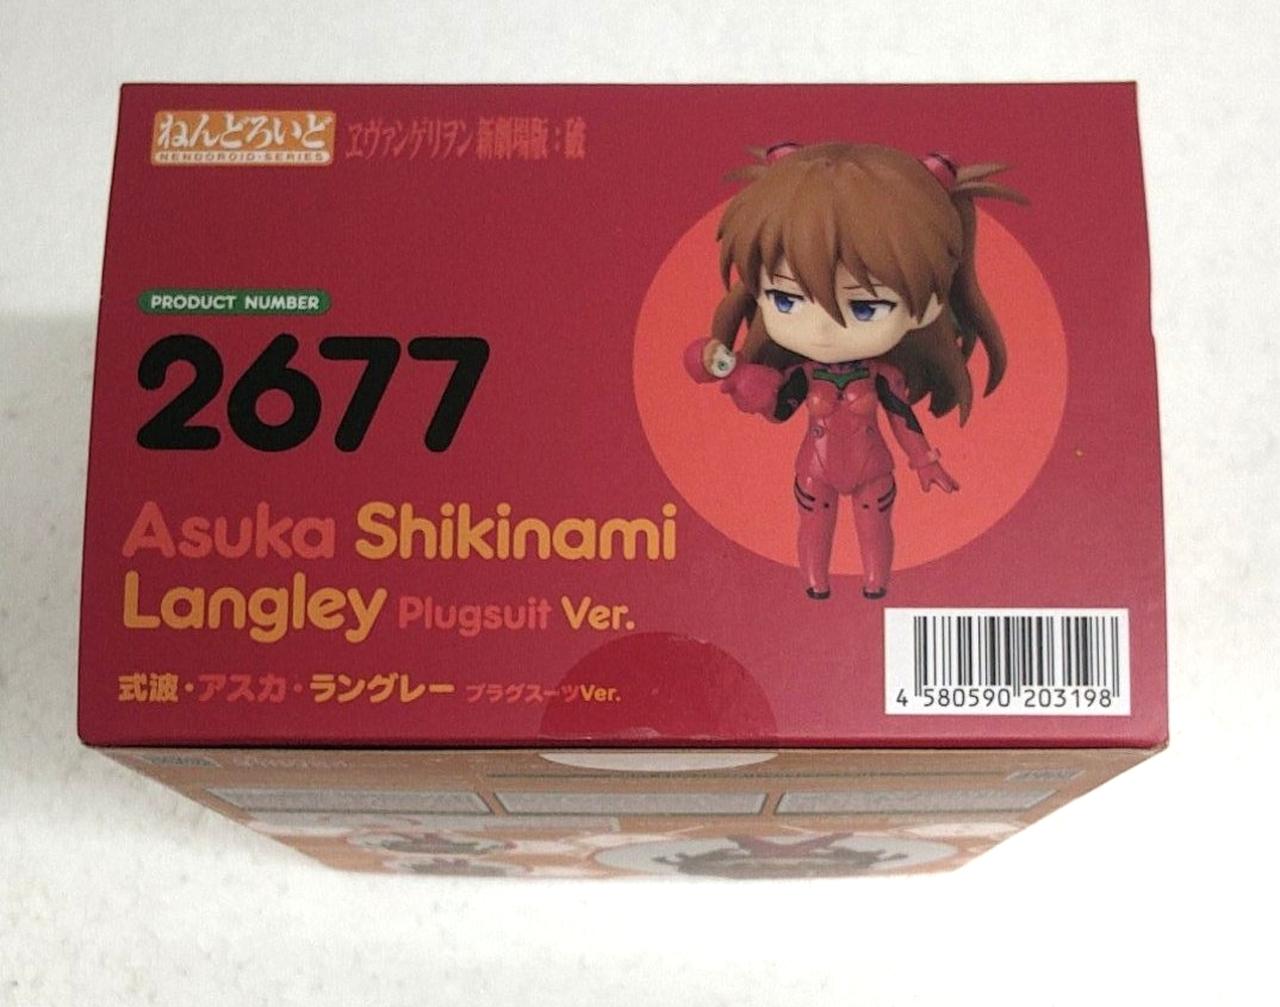 ねんどろいど
NENDOROID・SERIES
ヱヴァンゲリヲン 新劇場版：破
PRODUCT NUMBER
2677
Asuka Shikinami
Langley Plugsuit Ver.
式波・アスカ・ラングレー プラグスーツVer.
4 580590 203198